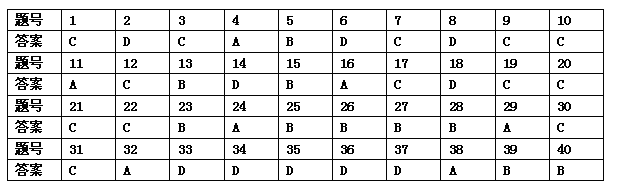 题号 1 2 3 4 5 6 7 8 9 10
答案 C D C A B D C D C C
题号 11 12 13 14 15 16 17 18 19 20
答案 A C B D B A C D C C
题号 21 22 23 24 25 26 27 28 29 30
答案 C C B A B B B B A C
题号 31 32 33 34 35 36 37 38 39 40
答案 C A D D D D D A B B